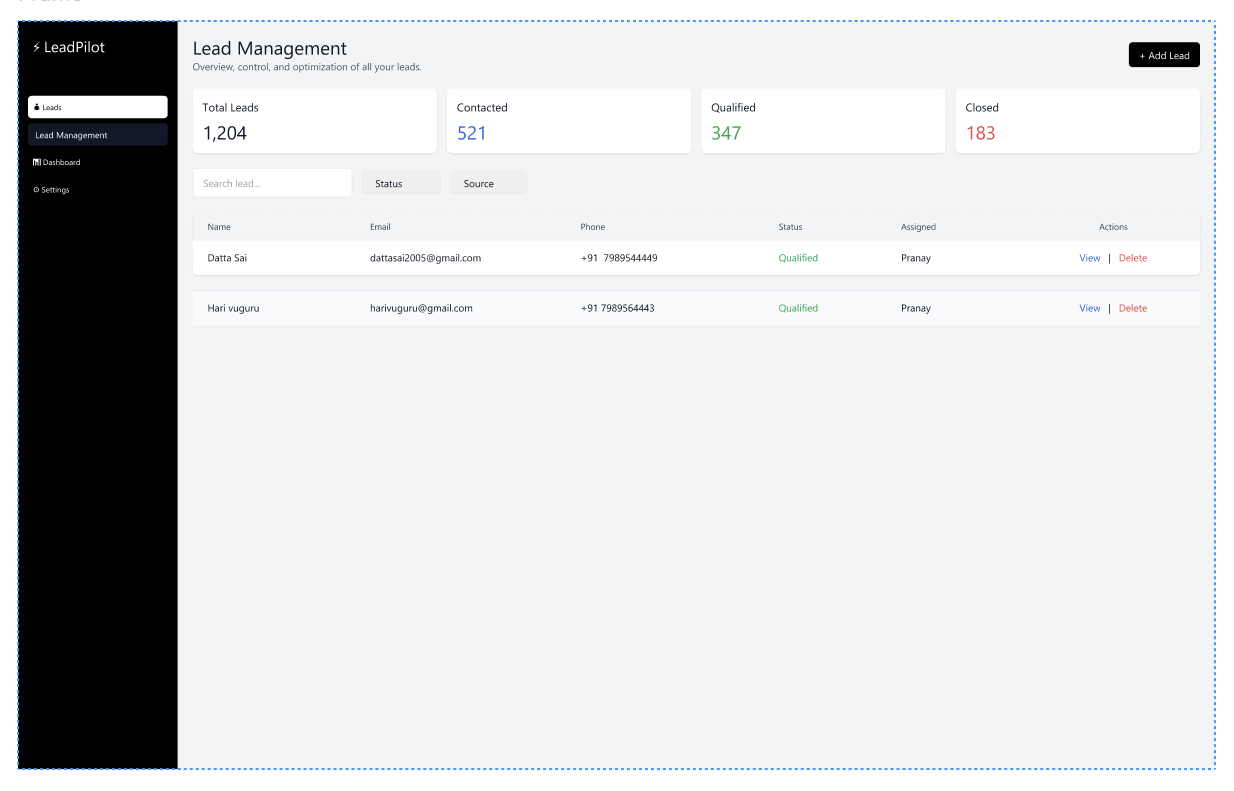 ⚡ LeadPilot
Leads
Lead Management
Dashboard
⚙ Settings
Lead Management
Overview, control, and optimization of all your leads.
+ Add Lead
Total Leads
1,204
Contacted
521
Qualified
347
Closed
183
Search lead...
Status
Source
Name Email Phone Status Assigned Actions
Datta Sai dattasai2005@gmail.com +91 7989544449 Qualified Pranay View | Delete
Hari vuguru harivuguru@gmail.com +91 7989564443 Qualified Pranay View | Delete